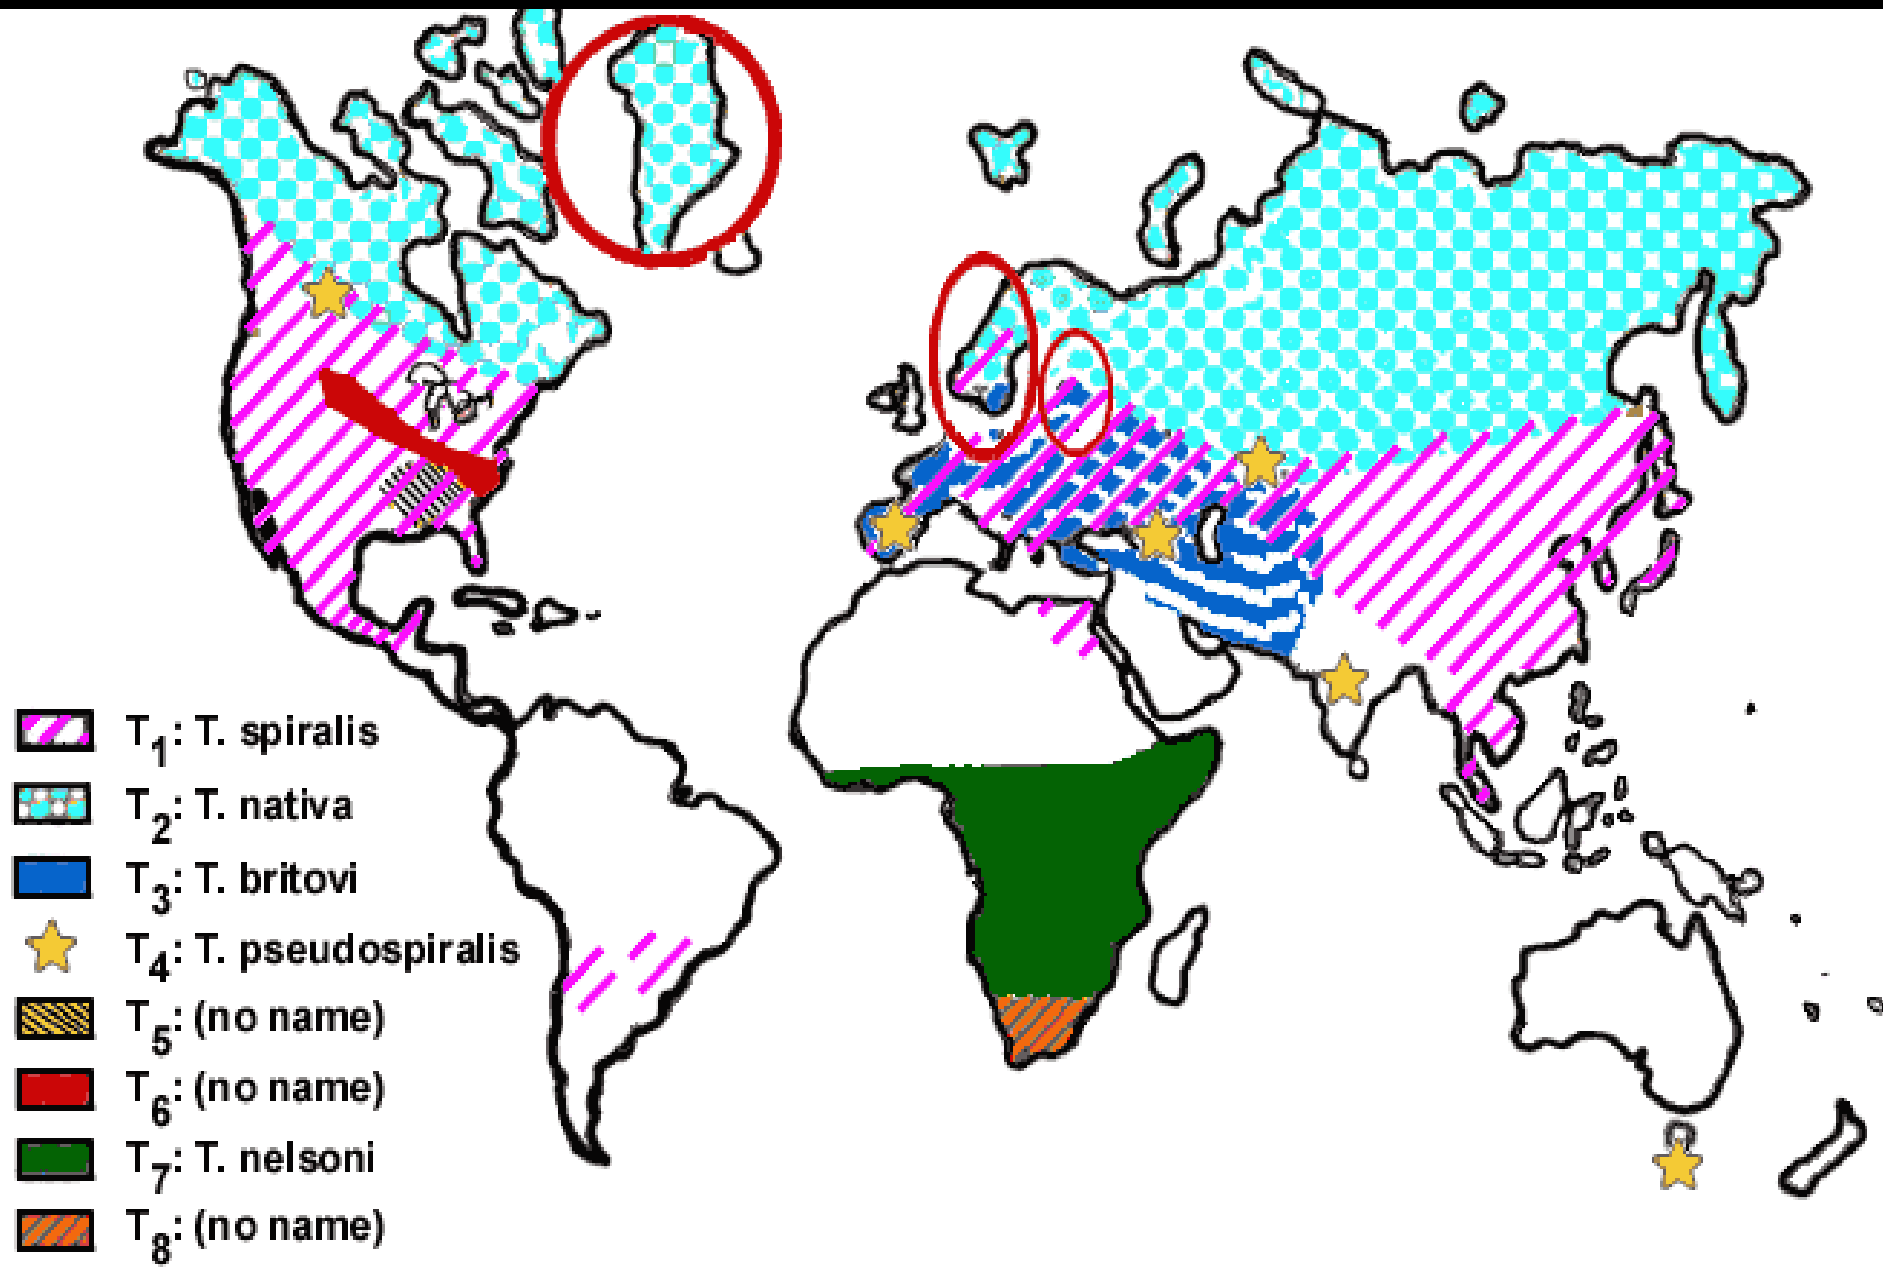 T1: T. spiralis
T2: T. nativa
T3: T. britovi
T4: T. pseudospiralis
T5: (no name)
T6: (no name)
T7: T. nelsoni
T8: (no name)